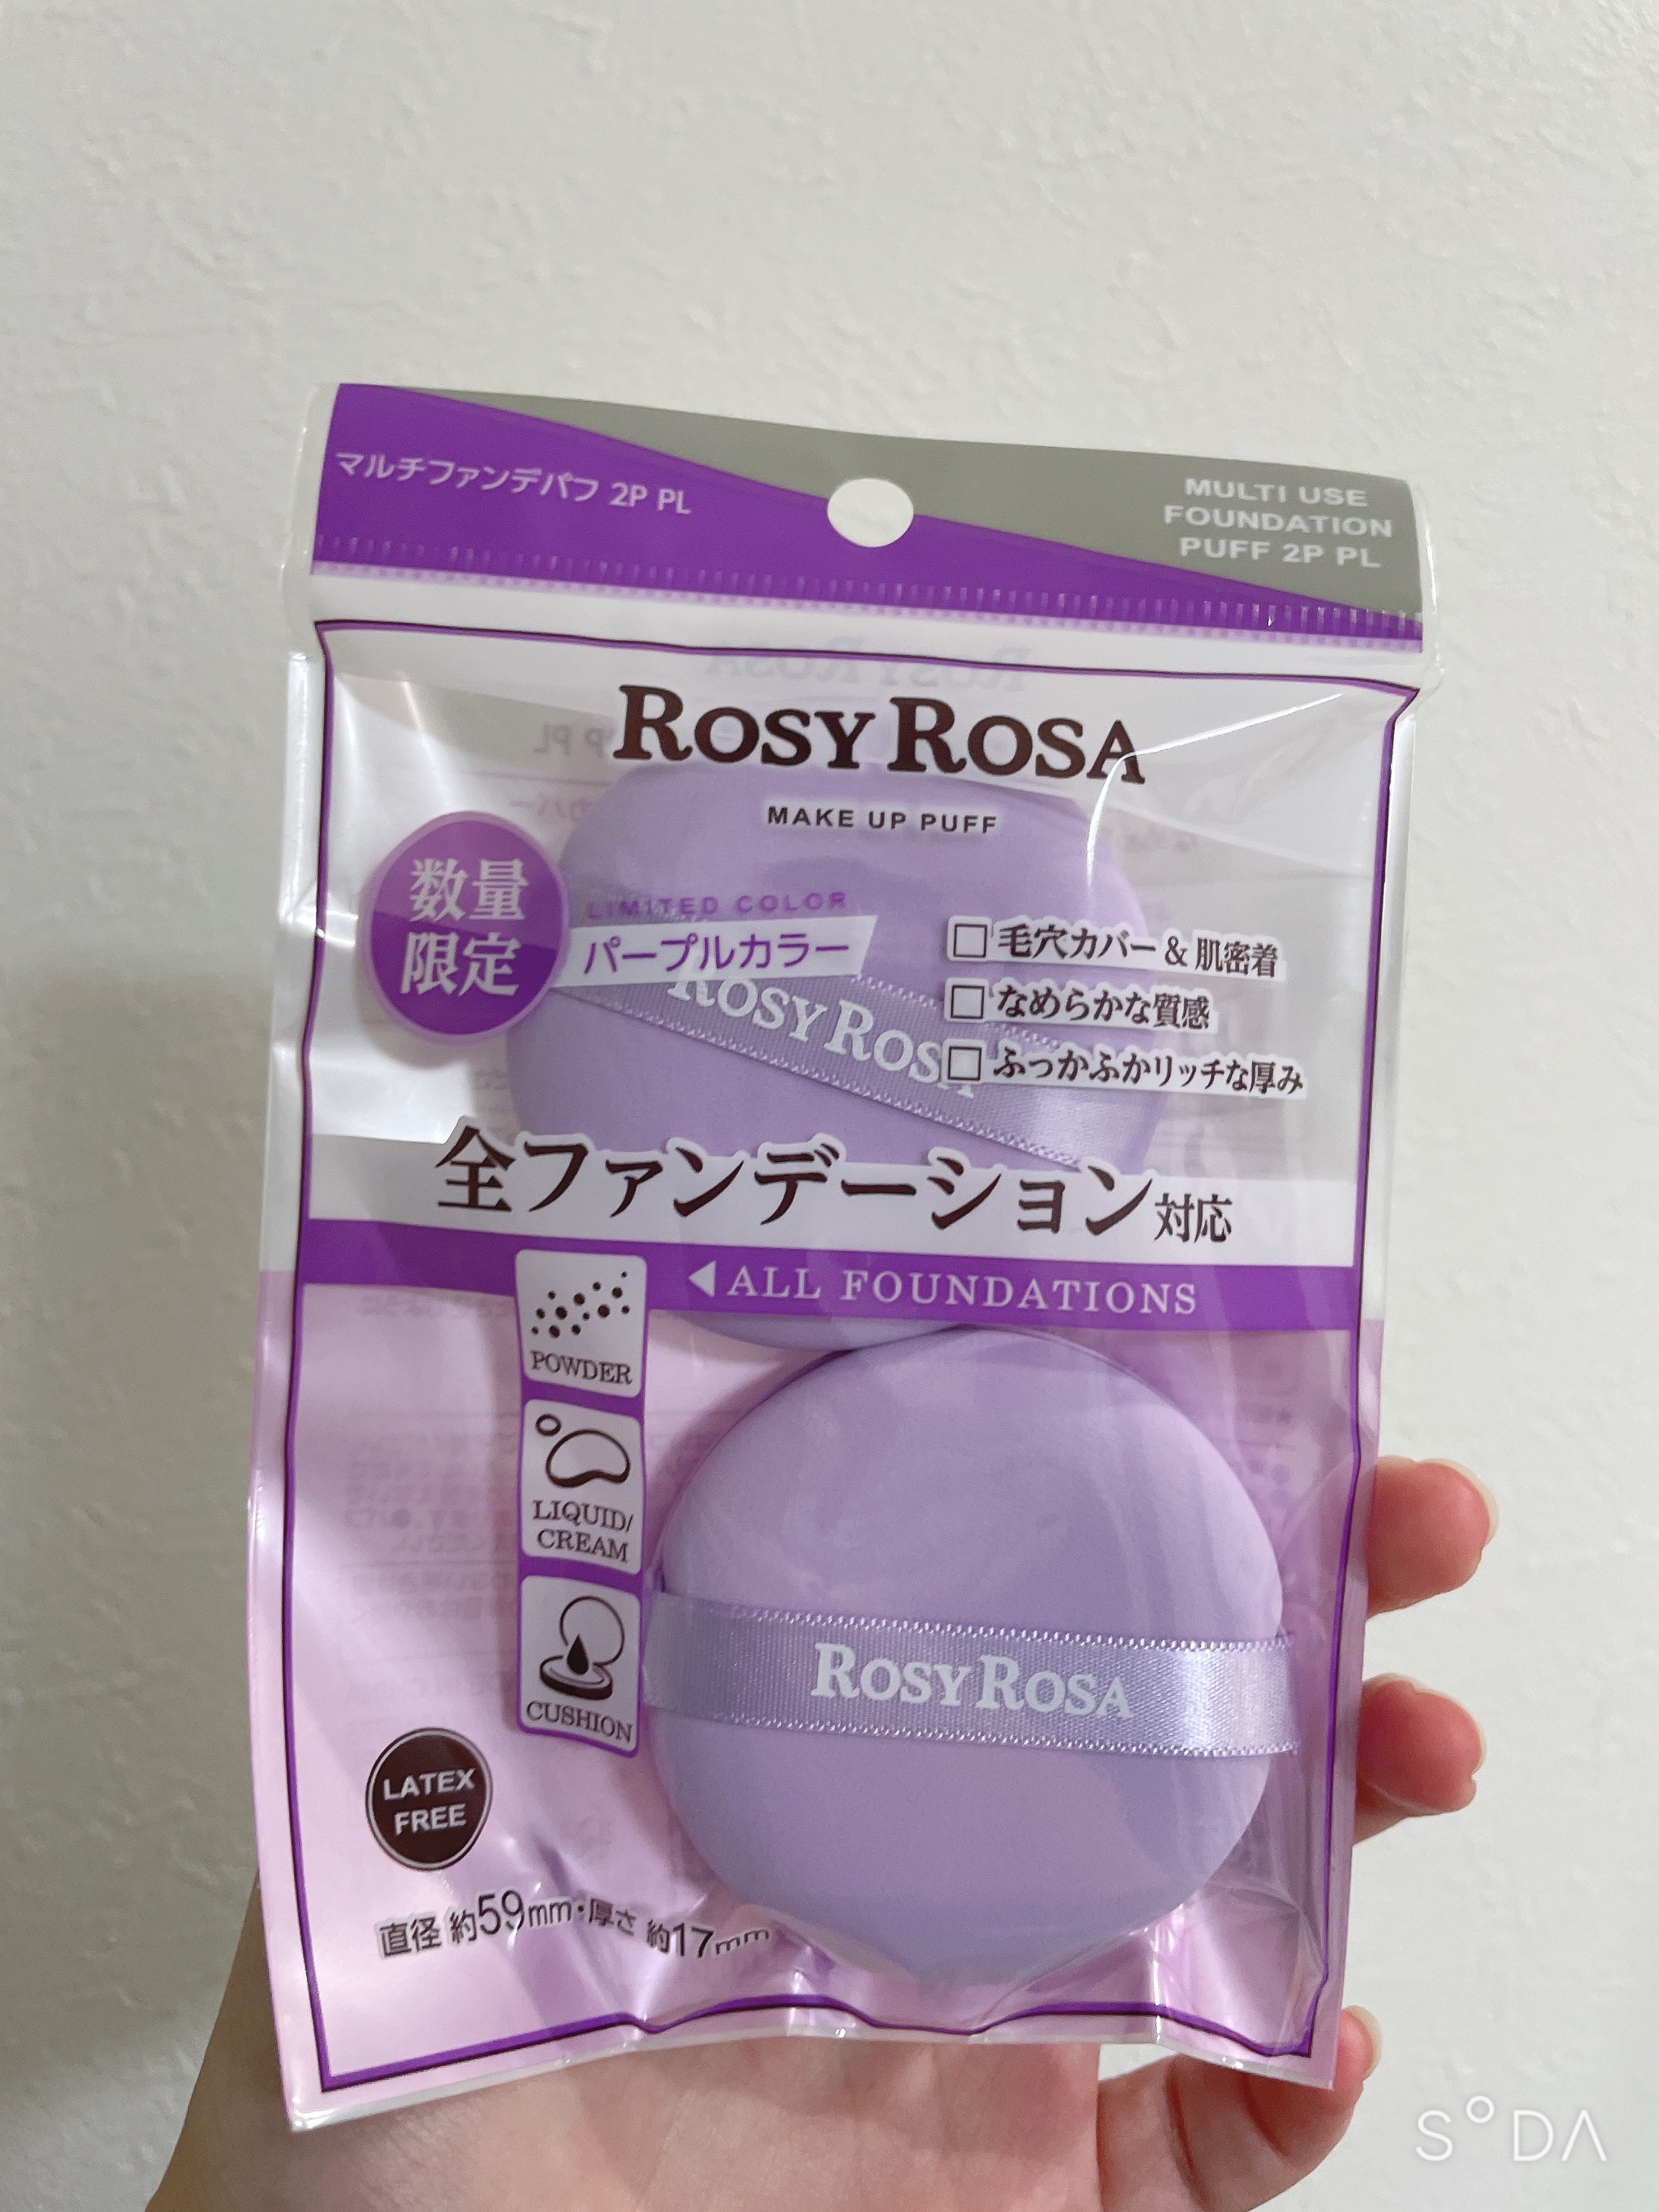 マルチファンデパフ 2P PL
MULTI USE
FOUNDATION
PUFF 2P PL
ROSY ROSA
MAKE UP PUFF
数量
限定
LIMITED COLOR
パープルカラー
ROSY ROSA
□ 毛穴カバー & 肌密着
□ なめらかな質感
□ ふっかふかリッチな厚み
全ファンデーション対応
◀ALL FOUNDATIONS
POWDER
LIQUID/
CREAM
CUSHION
ROSY ROSA
LATEX
FREE
直径 約59mm・厚さ 約17mm
SODA